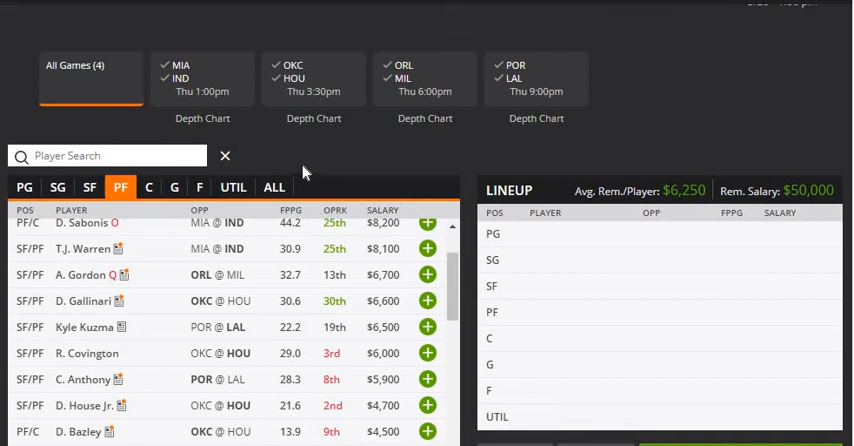 All Games (4)
MIA
IND
Thu 1:00pm
OKC
HOU
Thu 3:30pm
ORL
MIL
Thu 6:00pm
POR
LAL
Thu 9:00pm
Depth Chart
Depth Chart
Depth Chart
Depth Chart
Player Search
PG SG SF PF C G F UTIL ALL
POS PLAYER OPP FPPG OPRK SALARY
PF/C D. Sabonis O MIA @ IND 44.2 25th $8,200
SF/PF T.J. Warren MIA @ IND 30.9 25th $8,100
SF/PF A. Gordon Q ORL @ MIL 32.7 13th $6,700
SF/PF D. Gallinari OKC @ HOU 30.6 30th $6,600
SF/PF Kyle Kuzma POR @ LAL 22.2 19th $6,500
SF/PF R. Covington OKC @ HOU 29.0 3rd $6,000
SF/PF C. Anthony POR @ LAL 28.3 8th $5,900
SF/PF D. House Jr. OKC @ HOU 21.6 2nd $4,700
PF/C D. Bazley OKC @ HOU 13.9 9th $4,500
LINEUP Avg. Rem./Player: $6,250 Rem. Salary: $50,000
POS PLAYER OPP FPPG SALARY
PG
SG
SF
PF
C
G
F
UTIL